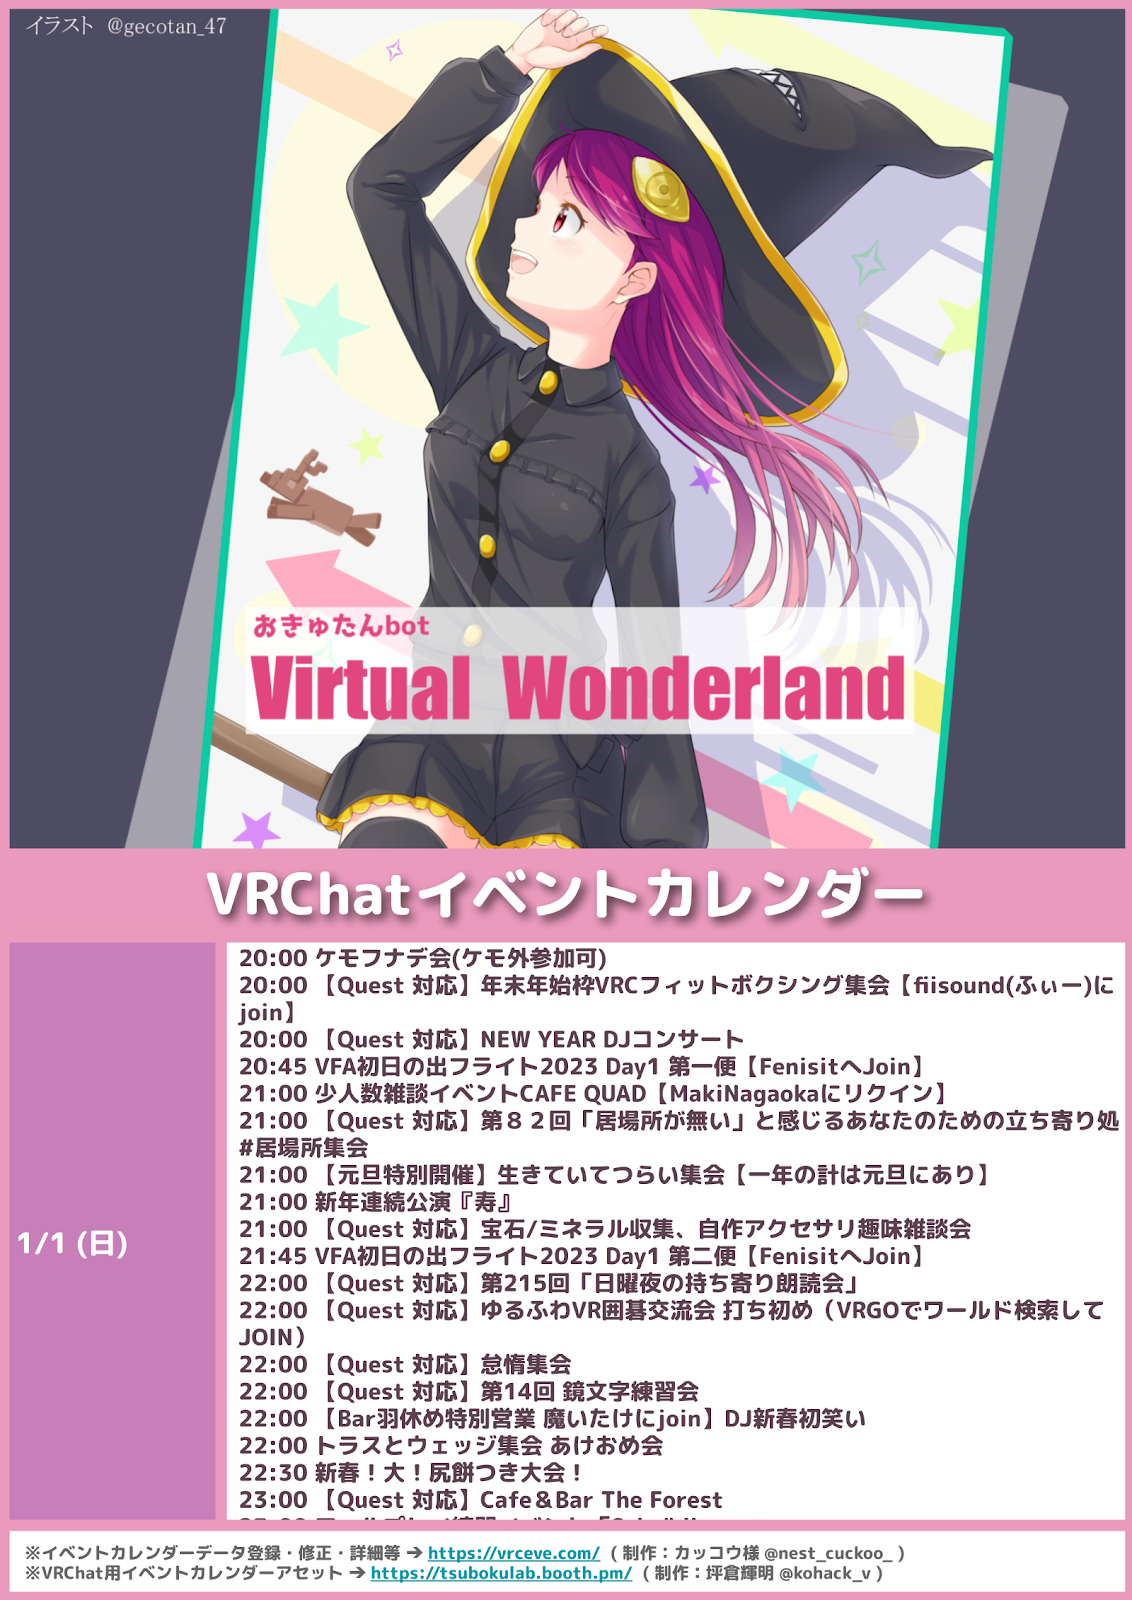 イラスト @gecotan_47
おきゅたんbot
Virtual Wonderland
VRChatイベントカレンダー
1/1 (日)
20:00 ケモフナデ会(ケモ外参加可)
20:00 【Quest 対応】年末年始枠VRCフィットボクシング集会【fiisound(ふぃー)に
join】
20:00 【Quest 対応】NEW YEAR DJコンサート
20:45 VFA初日の出フライト2023 Day1 第一便【FenisitへJoin】
21:00 少人数雑談イベントCAFE QUAD【MakiNagaokaにリクイン】
21:00 【Quest 対応】第８２回「居場所が無い」と感じるあなたのための立ち寄り処
#居場所集会
21:00 【元旦特別開催】生きていてつらい集会【一年の計は元旦にあり】
21:00 新年連続公演『寿』
21:00 【Quest 対応】宝石/ミネラル収集、自作アクセサリ趣味雑談会
21:45 VFA初日の出フライト2023 Day1 第二便【FenisitへJoin】
22:00 【Quest 対応】第215回「日曜夜の持ち寄り朗読会」
22:00 【Quest 対応】ゆるふわVR囲碁交流会 打ち初め（VRGOでワールド検索して
JOIN）
22:00 【Quest 対応】怠惰集会
22:00 【Quest 対応】第14回 鏡文字練習会
22:00 【Bar羽休め特別営業 魔いたけにjoin】DJ新春初笑い
22:00 トラスとウェッジ集会 あけおめ会
22:30 新春！大！尻餅つき大会！
23:00 【Quest 対応】Cafe＆Bar The Forest
※イベントカレンダーデータ登録・修正・詳細等 ➔ https://vrceve.com/ ( 制作：カッコウ様 @nest_cuckoo_ )
※VRChat用イベントカレンダーアセット ➔ https://tsubokulab.booth.pm/ ( 制作：坪倉輝明 @kohack_v )